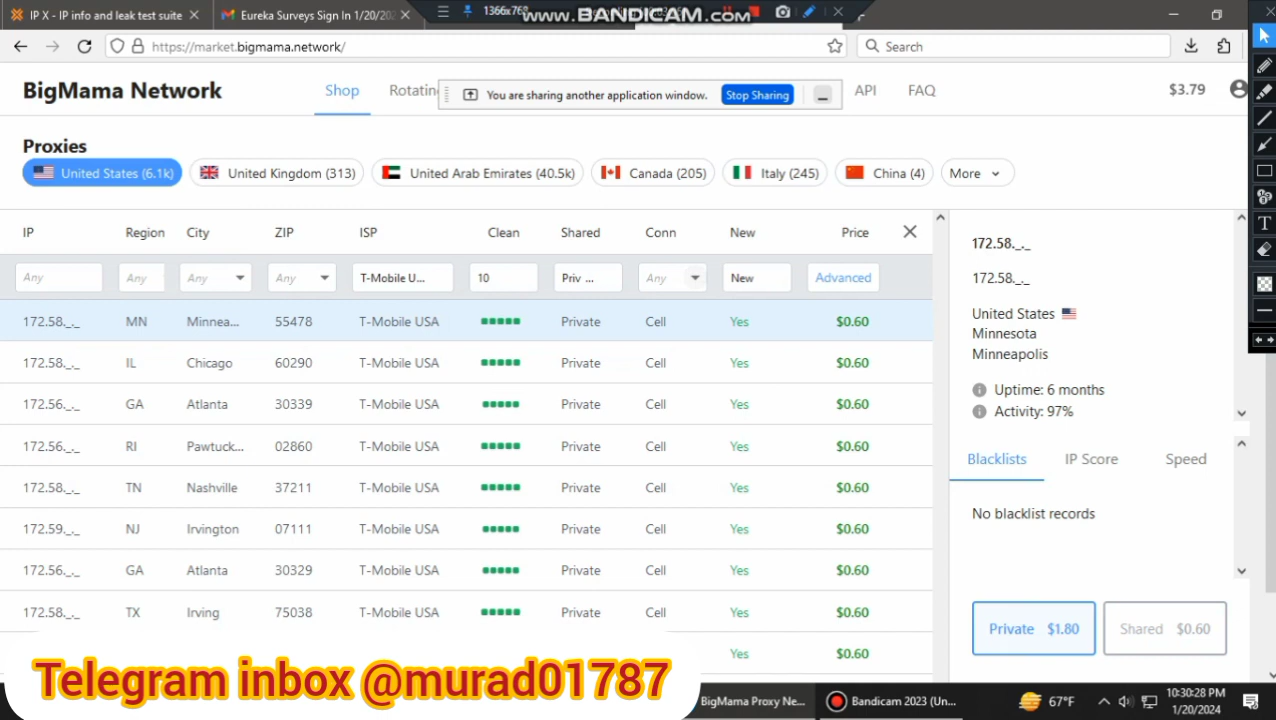 IP X - IP info and leak test suite
Eureka Surveys Sign In 1/20/202
1366x768
www.BANDICAM.com
https://market.bigmama.network/
Search
BigMama Network
Shop
Rotatin
You are sharing another application window.
Stop Sharing
API
FAQ
$3.79
Proxies
United States (6.1k)
United Kingdom (313)
United Arab Emirates (40.5k)
Canada (205)
Italy (245)
China (4)
More
IP Region City ZIP ISP Clean Shared Conn New Price
Any Any Any Any T-Mobile U... 10 Priv ... Any New Advanced
172.58._._ MN Minnea... 55478 T-Mobile USA Private Cell Yes $0.60
172.58._._ IL Chicago 60290 T-Mobile USA Private Cell Yes $0.60
172.56._._ GA Atlanta 30339 T-Mobile USA Private Cell Yes $0.60
172.56._._ RI Pawtuck... 02860 T-Mobile USA Private Cell Yes $0.60
172.58._._ TN Nashville 37211 T-Mobile USA Private Cell Yes $0.60
172.59._._ NJ Irvington 07111 T-Mobile USA Private Cell Yes $0.60
172.56._._ GA Atlanta 30329 T-Mobile USA Private Cell Yes $0.60
172.58._._ TX Irving 75038 T-Mobile USA Private Cell Yes $0.60
Yes $0.60
172.58._._
172.58._._
United States
Minnesota
Minneapolis
Uptime: 6 months
Activity: 97%
Blacklists
IP Score
Speed
No blacklist records
Private $1.80
Shared $0.60
Telegram inbox @murad01787
BigMama Proxy Ne...
Bandicam 2023 (Un...
67°F
10:30:28 PM
1/20/2024